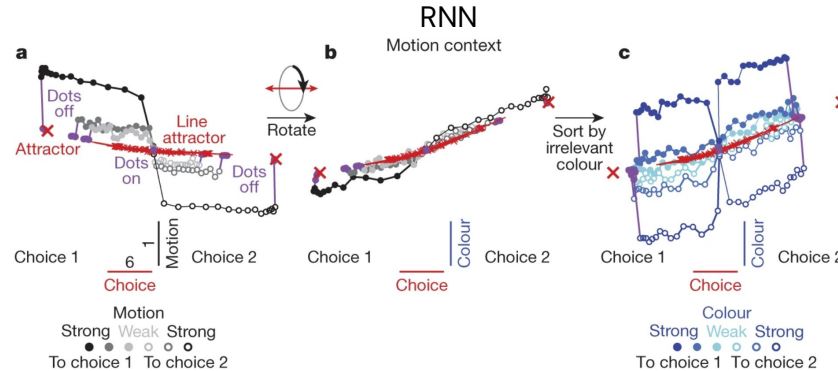 RNN
Motion context
a
b
c
Dots
off
Line
attractor
Attractor
Dots
on
Dots
off
Rotate
Sort by
irrelevant
colour
Choice 1
6
1
Motion
Choice 2
Choice
Choice 1
Colour
Choice 2
Choice
Choice 1
Colour
Choice 2
Choice
Motion
Strong Weak Strong
To choice 1 To choice 2
Colour
Strong Weak Strong
To choice 1 To choice 2